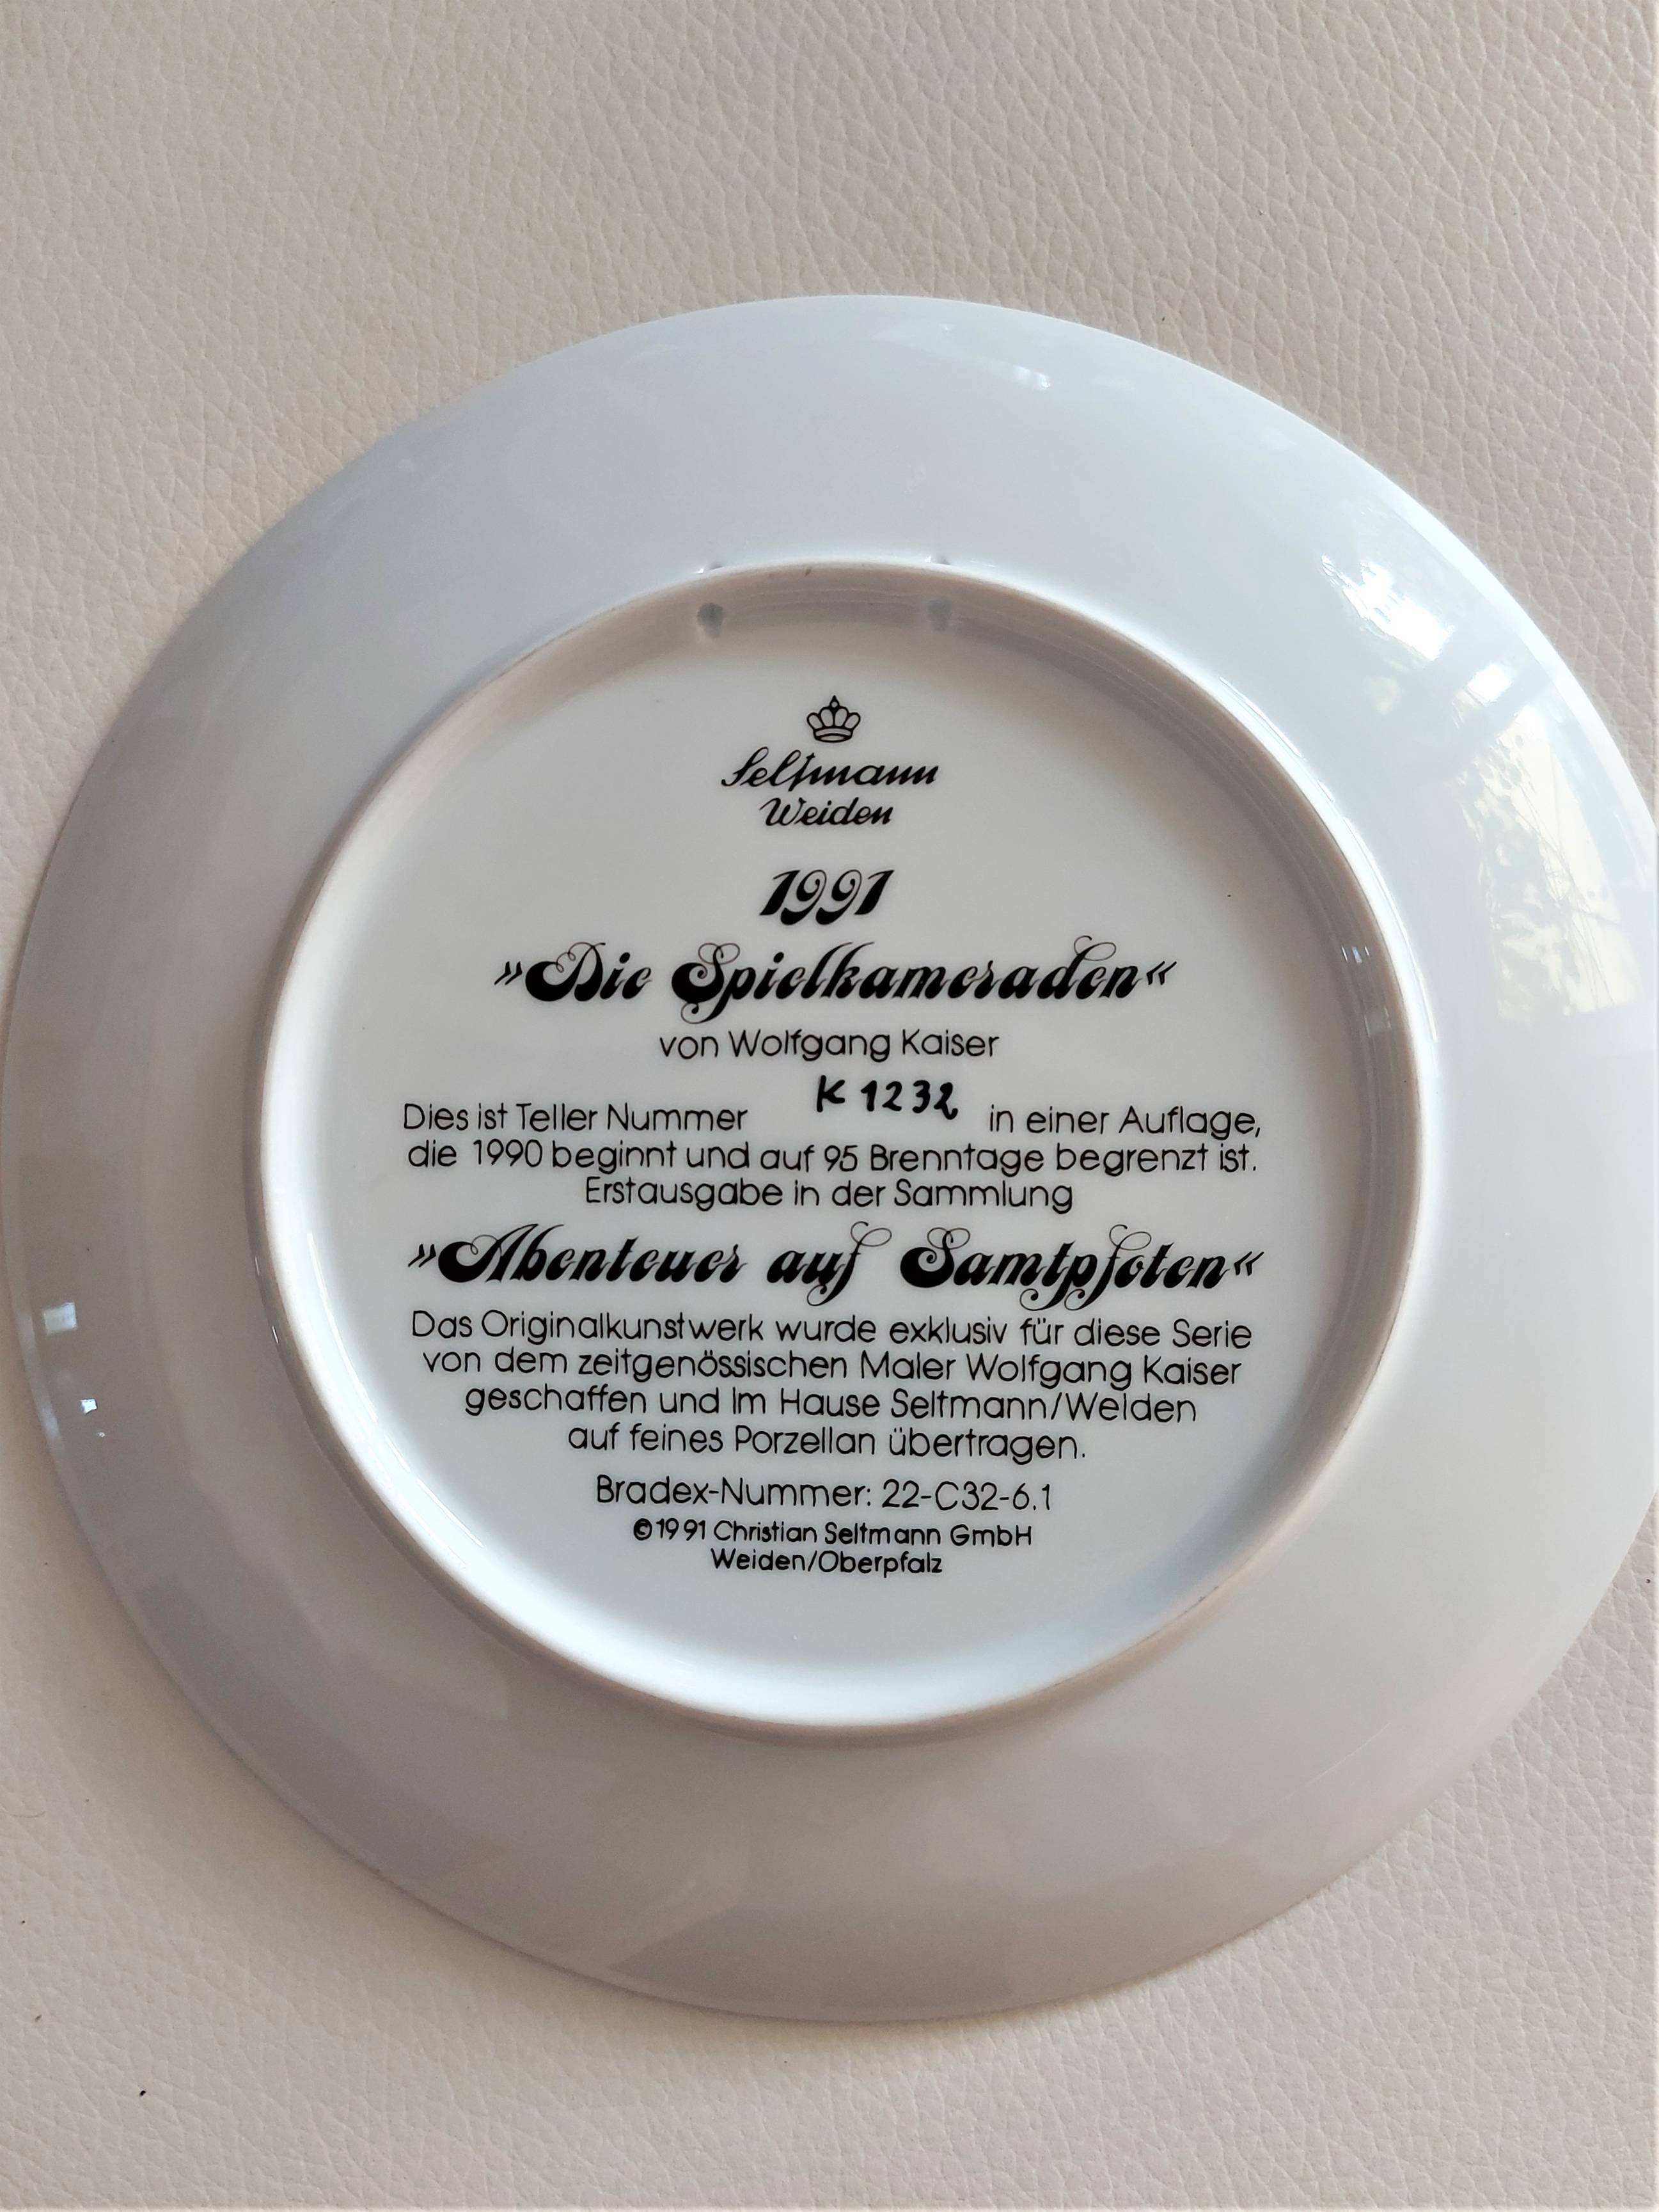 Seltmann
Weiden
1991
»Die Spielkameraden«
von Wolfgang Kaiser
Dies ist Teller Nummer K 1232 in einer Auflage,
die 1990 beginnt und auf 95 Brenntage begrenzt ist.
Erstausgabe in der Sammlung
»Abenteuer auf Samtpfoten«
Das Originalkunstwerk wurde exklusiv für diese Serie
von dem zeitgenössischen Maler Wolfgang Kaiser
geschaffen und im Hause Seltmann/Weiden
auf feines Porzellan übertragen.
Bradex-Nummer: 22-C32-6.1
©1991 Christian Seltmann GmbH
Weiden/Oberpfalz